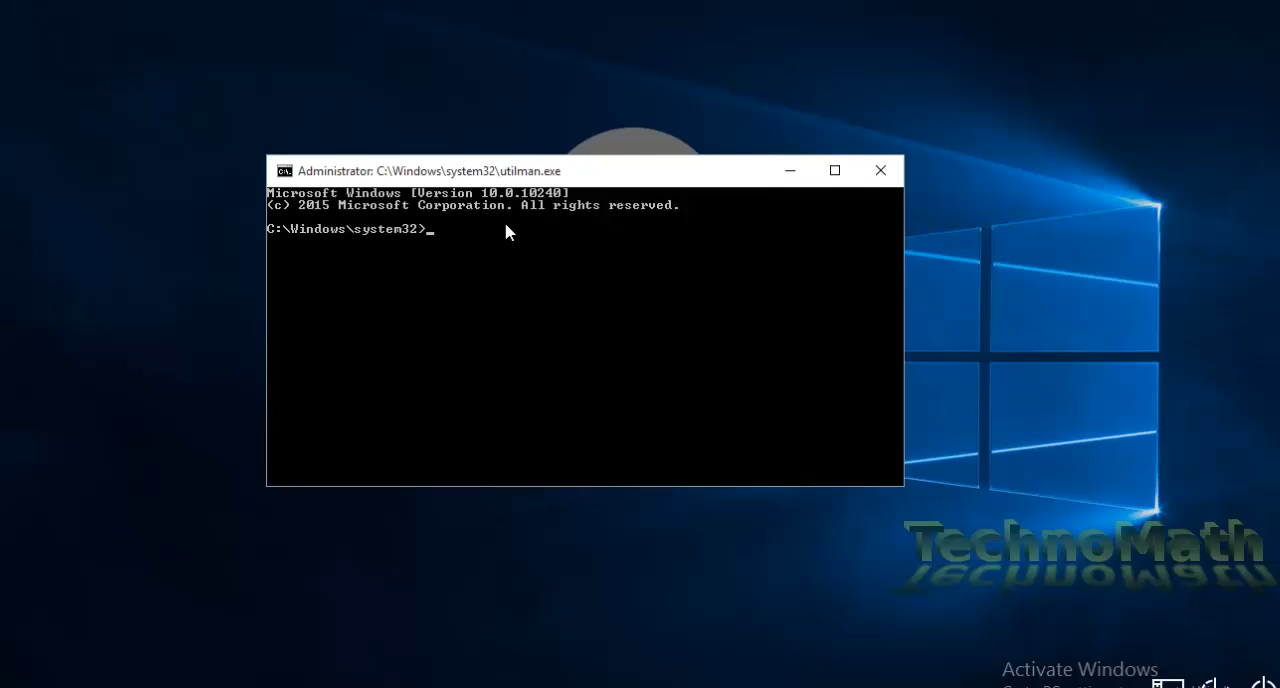 Administrator: C:\Windows\system32\utilman.exe
Microsoft Windows [Version 10.0.10240]
(c) 2015 Microsoft Corporation. All rights reserved.
C:\Windows\system32>_
TechnoMath
Activate Windows